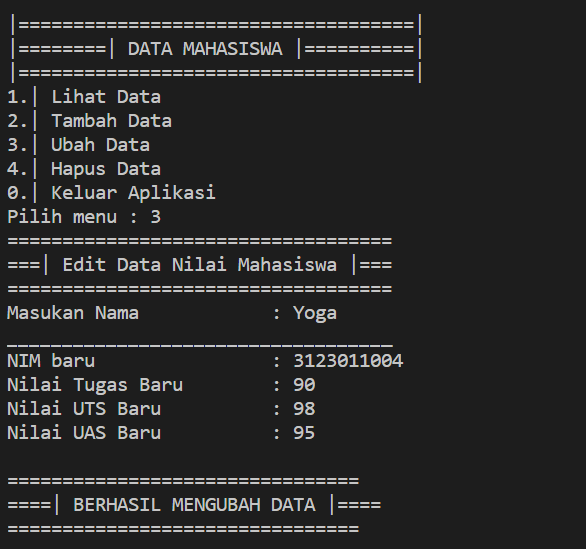 |====================================|
|========| DATA MAHASISWA |==========|
|====================================|
1.| Lihat Data
2.| Tambah Data
3.| Ubah Data
4.| Hapus Data
0.| Keluar Aplikasi
Pilih menu : 3
===================================
===| Edit Data Nilai Mahasiswa |===
===================================
Masukan Nama            : Yoga
___________________________________
NIM baru                : 3123011004
Nilai Tugas Baru        : 90
Nilai UTS Baru          : 98
Nilai UAS Baru          : 95

================================
====| BERHASIL MENGUBAH DATA |====
================================